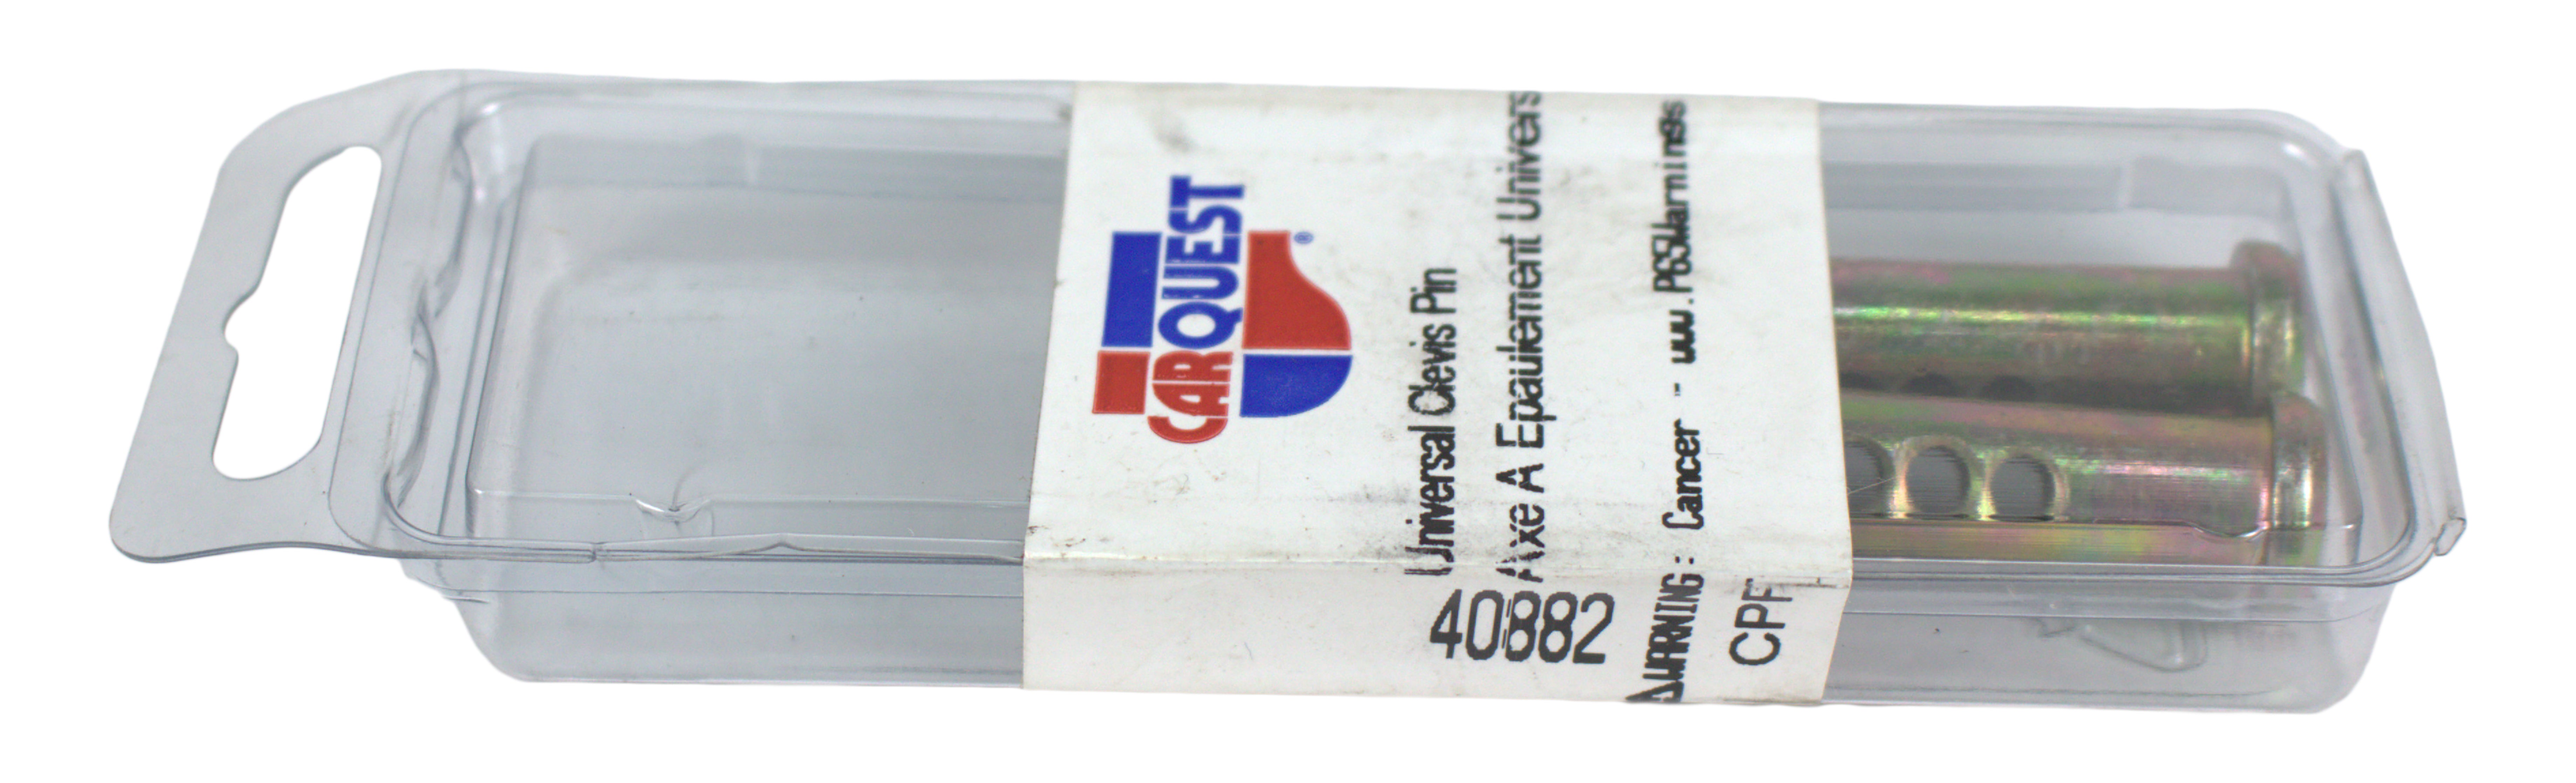 CARQUEST®
Universal Clevis Pin
Axe A Epaulement Univers
40882
⚠WARNING: Cancer - www.P65Warnings
CPF